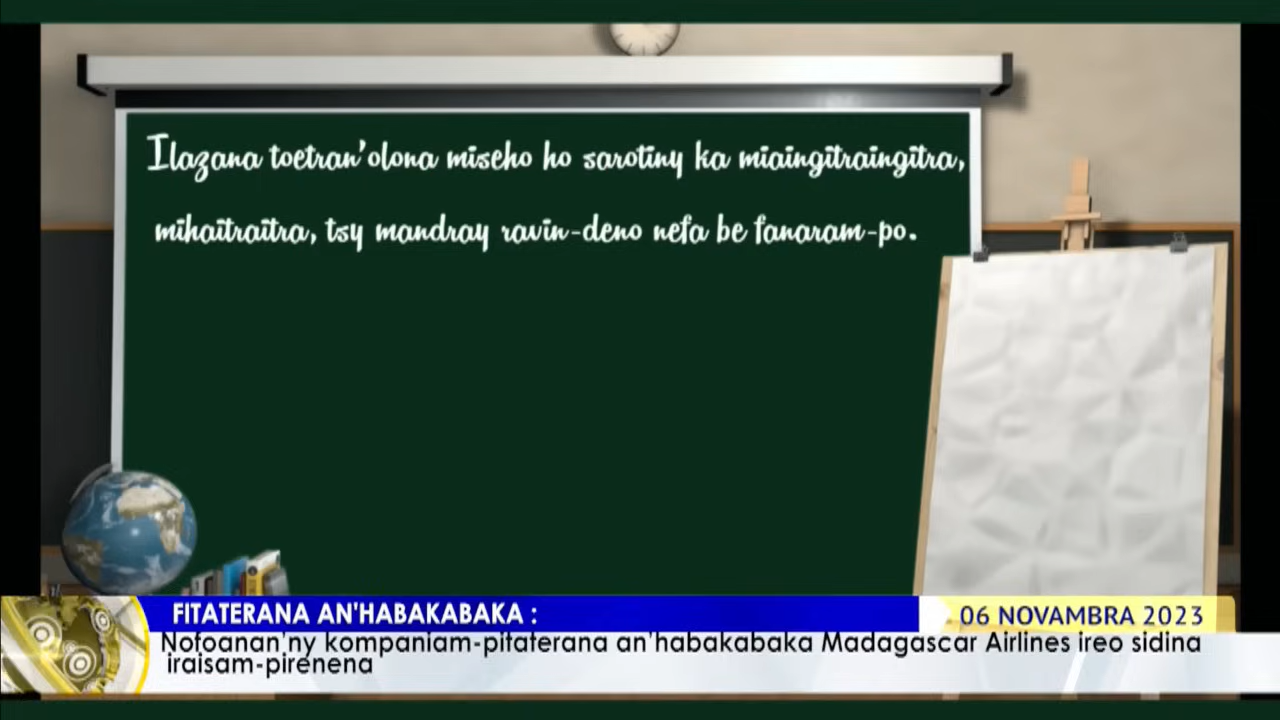 Ilazana toetran'olona miseho ho sarotiny ka miaingitraingitra,
mihaitraitra, tsy mandray ravin-deno nefa be fanaram-po.
FITATERANA AN'HABAKABAKA :
06 NOVAMBRA 2023
Nofoanan'ny kompaniam-pitaterana an'habakabaka Madagascar Airlines ireo sidina
iraisam-pirenena